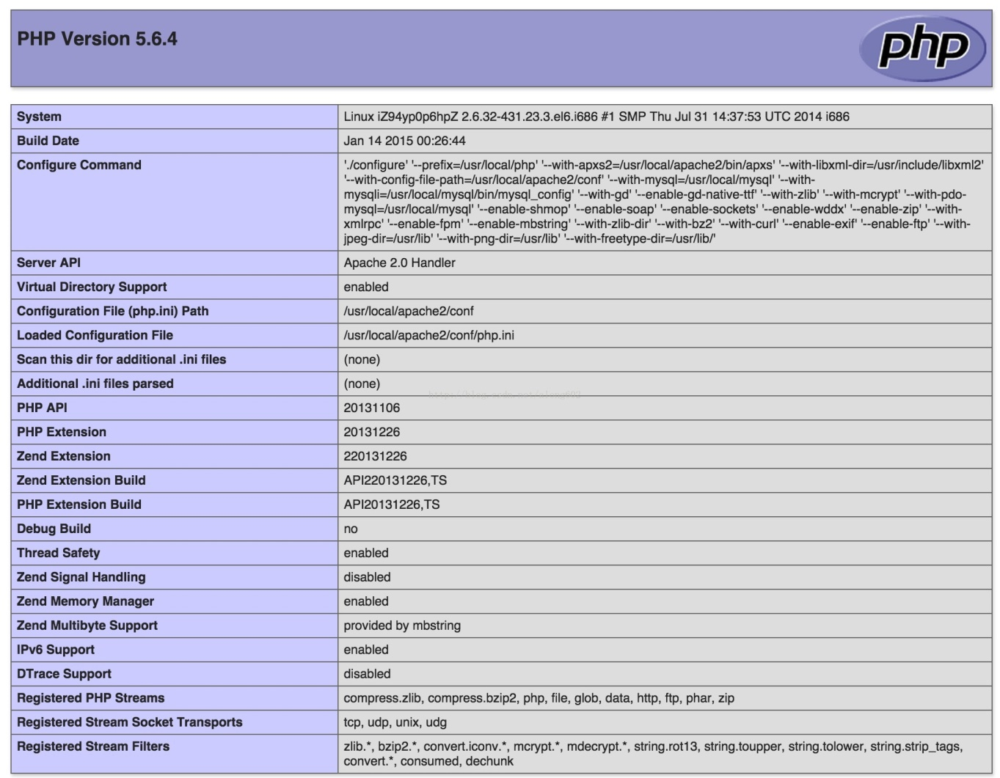 PHP Version 5.6.4
php
System Linux iZ94yp0p6hpZ 2.6.32-431.23.3.el6.i686 #1 SMP Thu Jul 31 14:37:53 UTC 2014 i686
Build Date Jan 14 2015 00:26:44
Configure Command './configure' '--prefix=/usr/local/php' '--with-apxs2=/usr/local/apache2/bin/apxs' '--with-libxml-dir=/usr/include/libxml2'
'--with-config-file-path=/usr/local/apache2/conf' '--with-mysql=/usr/local/mysql' '--with-
mysqli=/usr/local/mysql/bin/mysql_config' '--with-gd' '--enable-gd-native-ttf' '--with-zlib' '--with-mcrypt' '--with-pdo-
mysql=/usr/local/mysql' '--enable-shmop' '--enable-soap' '--enable-sockets' '--enable-wddx' '--enable-zip' '--with-
xmlrpc' '--enable-fpm' '--enable-mbstring' '--with-zlib-dir' '--with-bz2' '--with-curl' '--enable-exif' '--enable-ftp' '--with-
jpeg-dir=/usr/lib' '--with-png-dir=/usr/lib' '--with-freetype-dir=/usr/lib/'
Server API Apache 2.0 Handler
Virtual Directory Support enabled
Configuration File (php.ini) Path /usr/local/apache2/conf
Loaded Configuration File /usr/local/apache2/conf/php.ini
Scan this dir for additional .ini files (none)
Additional .ini files parsed (none)
PHP API 20131106
PHP Extension 20131226
Zend Extension 220131226
Zend Extension Build API220131226,TS
PHP Extension Build API20131226,TS
Debug Build no
Thread Safety enabled
Zend Signal Handling disabled
Zend Memory Manager enabled
Zend Multibyte Support provided by mbstring
IPv6 Support enabled
DTrace Support disabled
Registered PHP Streams compress.zlib, compress.bzip2, php, file, glob, data, http, ftp, phar, zip
Registered Stream Socket Transports tcp, udp, unix, udg
Registered Stream Filters zlib.*, bzip2.*, convert.iconv.*, mcrypt.*, mdecrypt.*, string.rot13, string.toupper, string.tolower, string.strip_tags,
convert.*, consumed, dechunk